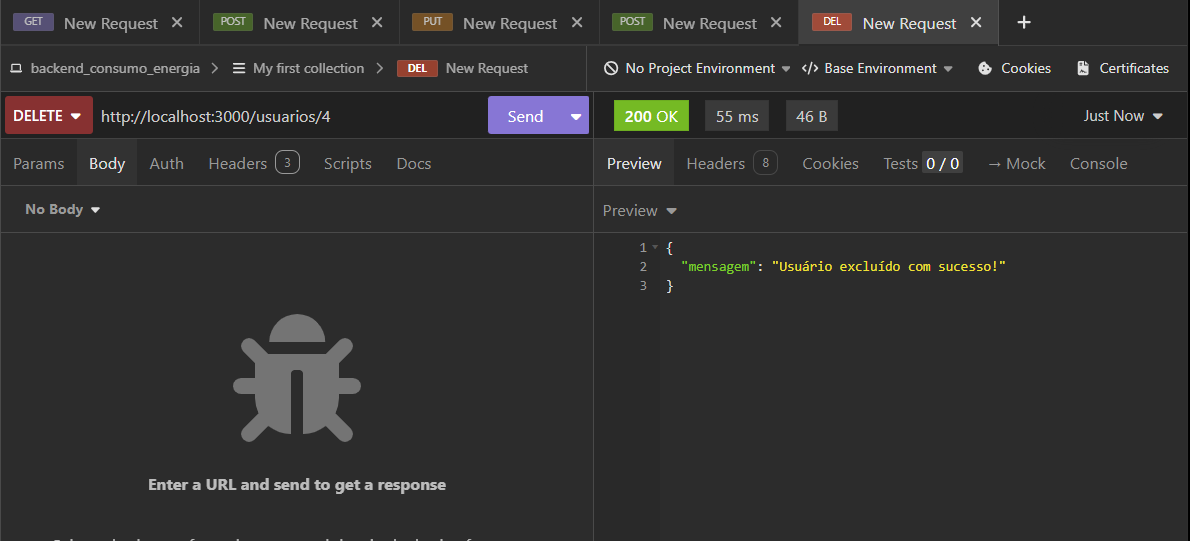 GET New Request
POST New Request
PUT New Request
POST New Request
DEL New Request
backend_consumo_energia My first collection DEL New Request
No Project Environment </> Base Environment Cookies Certificates
DELETE http://localhost:3000/usuarios/4 Send
200 OK 55 ms 46 B Just Now
Params Body Auth Headers 3 Scripts Docs
Preview Headers 8 Cookies Tests 0 / 0 → Mock Console
No Body
Preview
1 {
2 "mensagem": "Usuário excluído com sucesso!"
3 }
Enter a URL and send to get a response